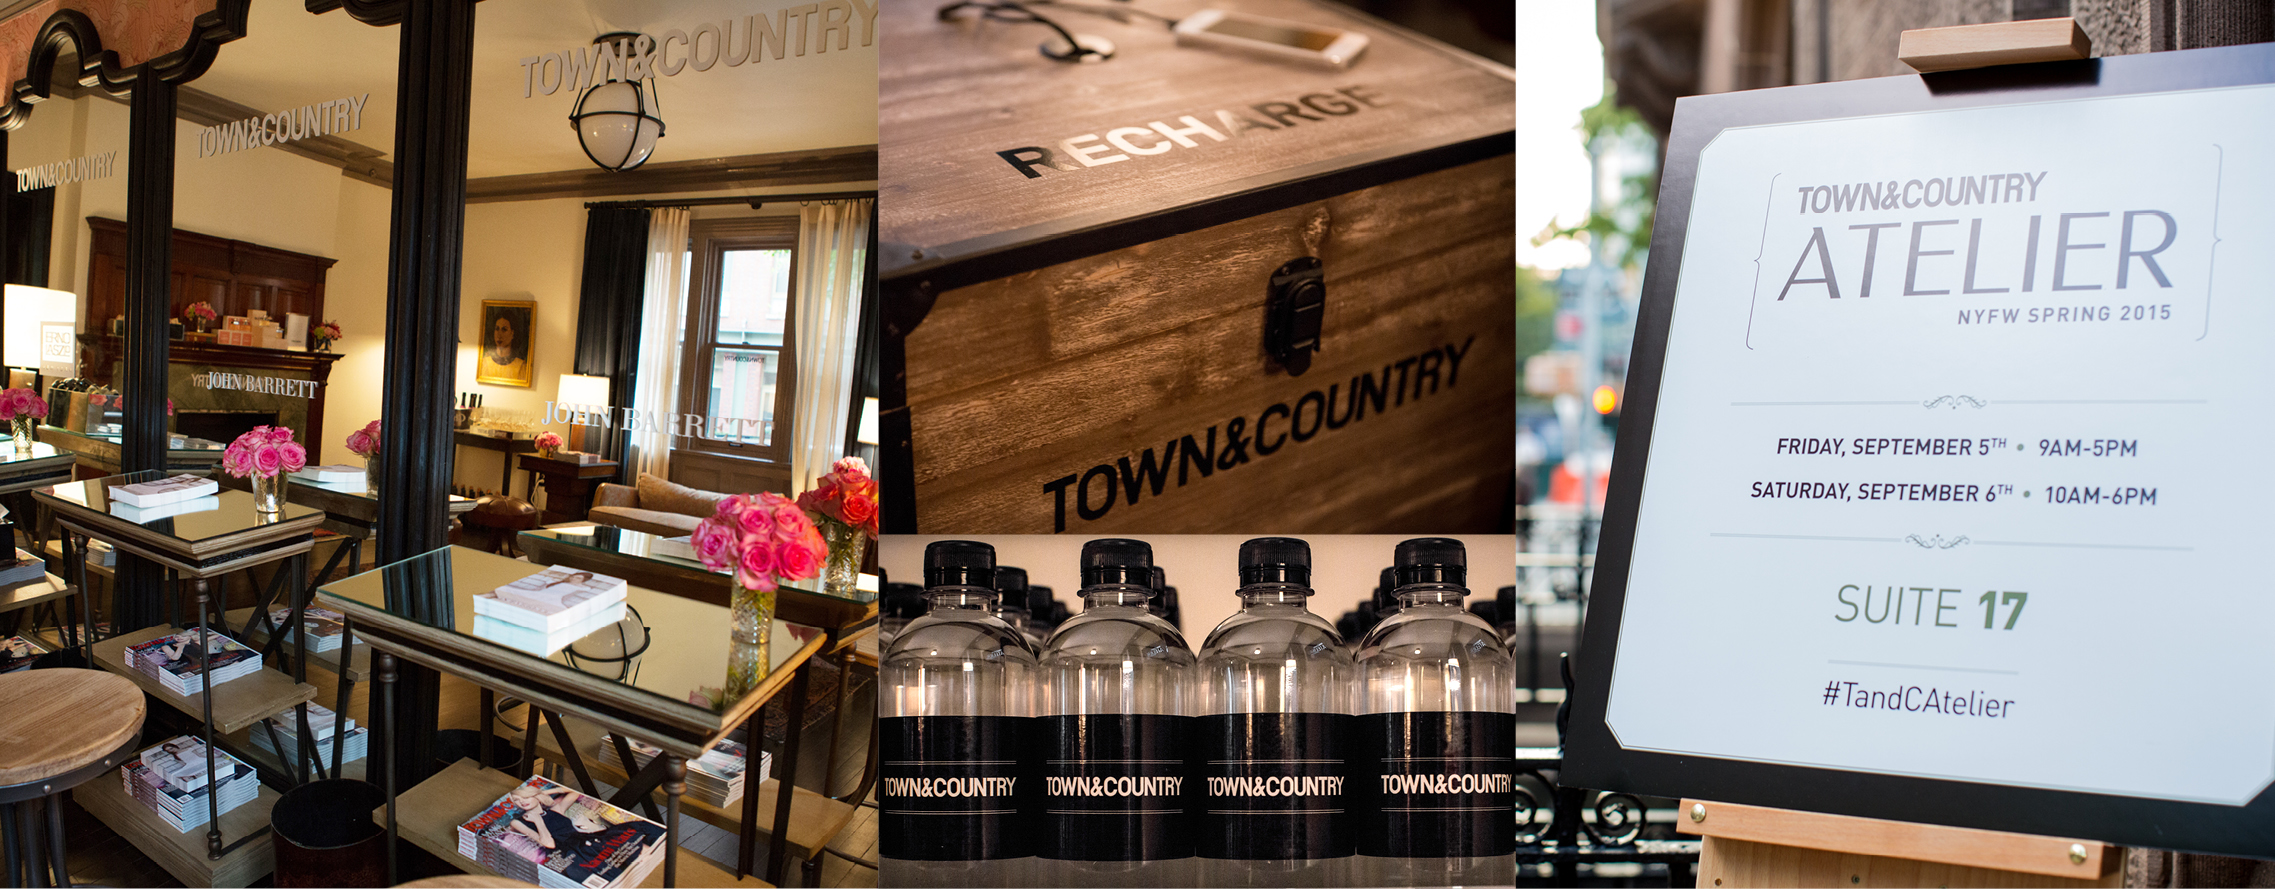 TOWN&COUNTRY
TOWN&COUNTRY
TOWN&COUNTRY
ERNO
LASZLO
JOHN BARRETT
JOHN BARRETT
RECHARGE
TOWN&COUNTRY
TOWN&COUNTRY
TOWN&COUNTRY
TOWN&COUNTRY
TOWN&COUNTRY
TOWN&COUNTRY
ATELIER
NYFW SPRING 2015
FRIDAY, SEPTEMBER 5TH • 9AM-5PM
SATURDAY, SEPTEMBER 6TH • 10AM-6PM
SUITE 17
#TandCAtelier